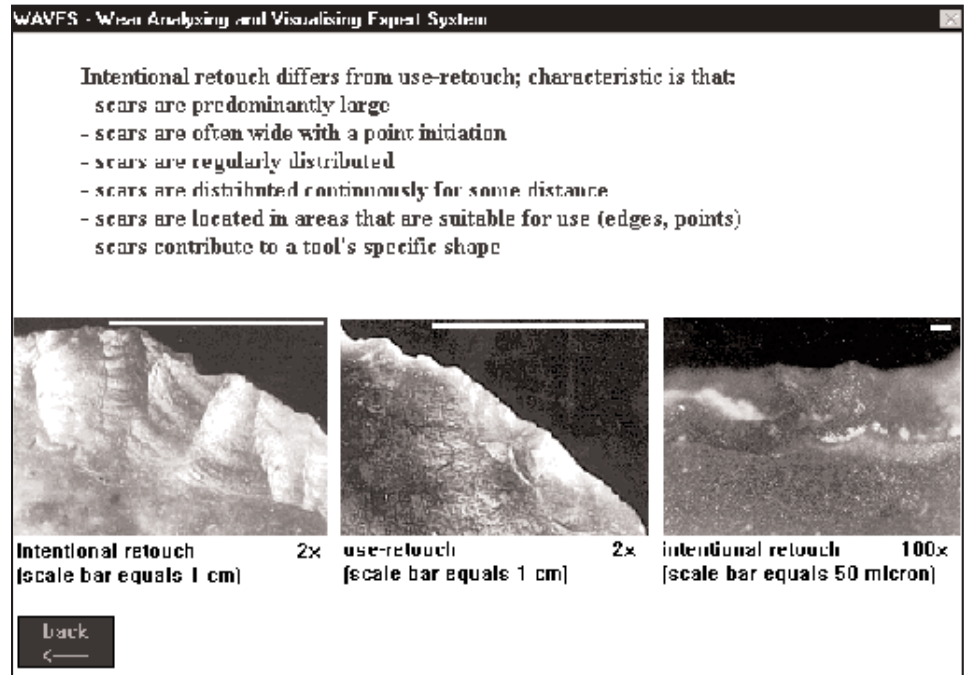 WAVES - Wear Analysing and Visualising Expert System
Intentional retouch differs from use-retouch; characteristic is that:
scars are predominantly large
- scars are often wide with a point initiation
- scars are regularly distributed
- scars are distributed continuously for some distance
- scars are located in areas that are suitable for use (edges, points)
scars contribute to a tool's specific shape
Intentional retouch 2x
(scale bar equals 1 cm)
use-retouch 2x
(scale bar equals 1 cm)
intentional retouch 100x
(scale bar equals 50 micron)
back
<—